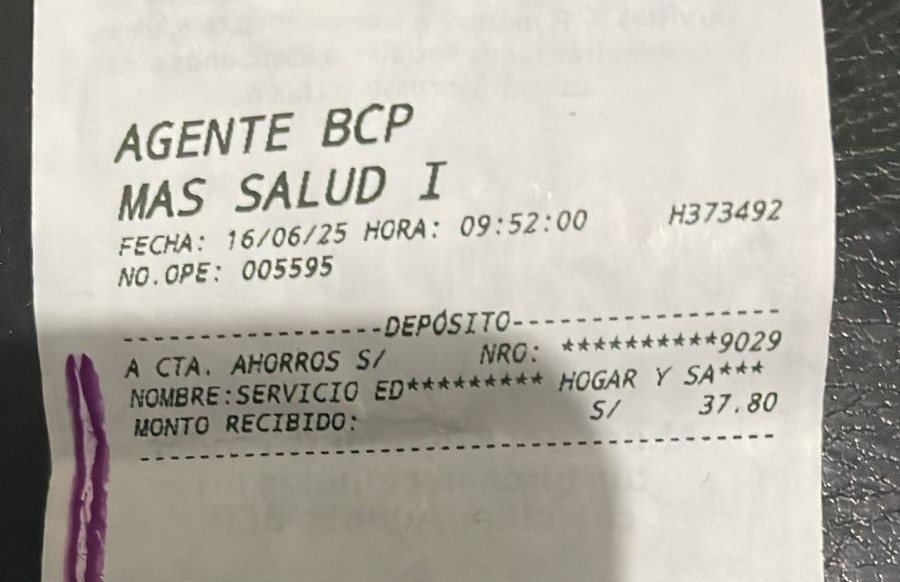 AGENTE BCP
MAS SALUD I
FECHA: 16/06/25 HORA: 09:52:00 H373492
NO.OPE: 005595
-----------------DEPÓSITO-----------------
A CTA. AHORROS S/ NRO: **********9029
NOMBRE:SERVICIO ED********* HOGAR Y SA***
MONTO RECIBIDO: S/ 37.80
------------------------------------------